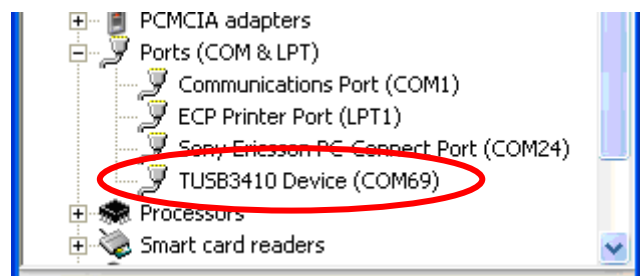 PCMCIA adapters
Ports (COM & LPT)
Communications Port (COM1)
ECP Printer Port (LPT1)
Sony Ericsson PC-Connect Port (COM24)
TUSB3410 Device (COM69)
Processors
Smart card readers